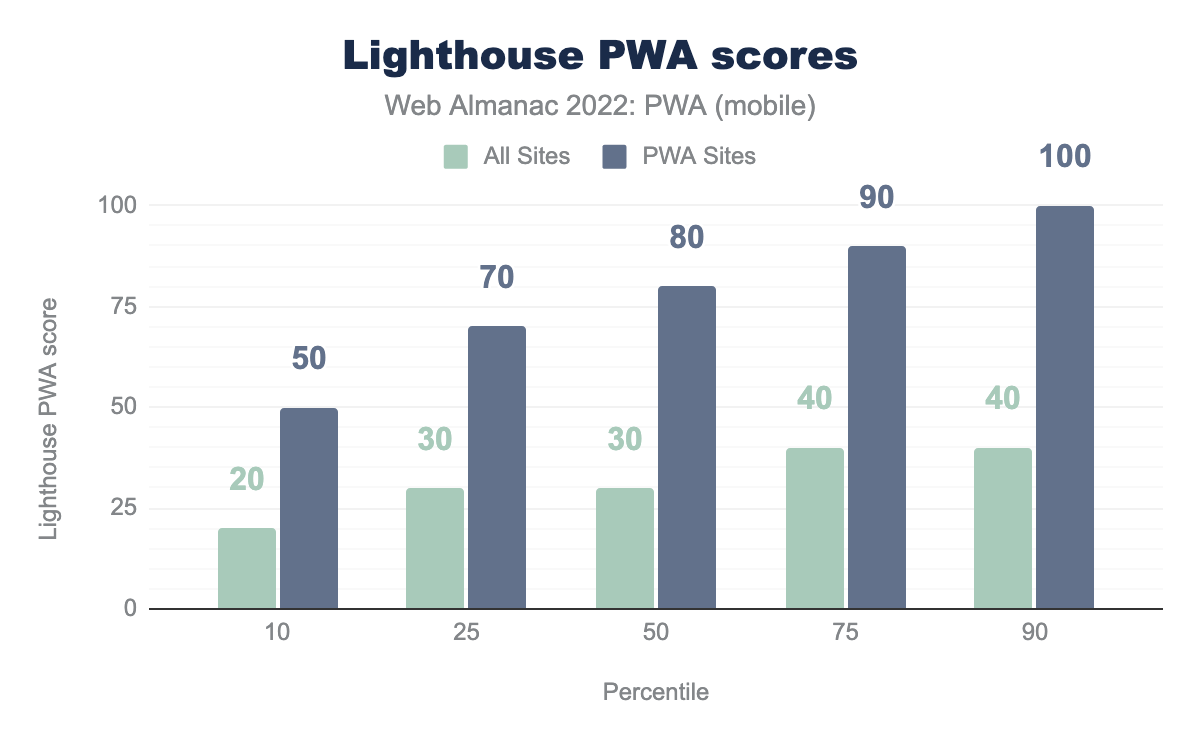 Lighthouse PWA scores
Web Almanac 2022: PWA (mobile)
All Sites PWA Sites
Lighthouse PWA score
100
75
50
25
0
20 50
30 70
30 80
40 90
40 100
10 25 50 75 90
Percentile